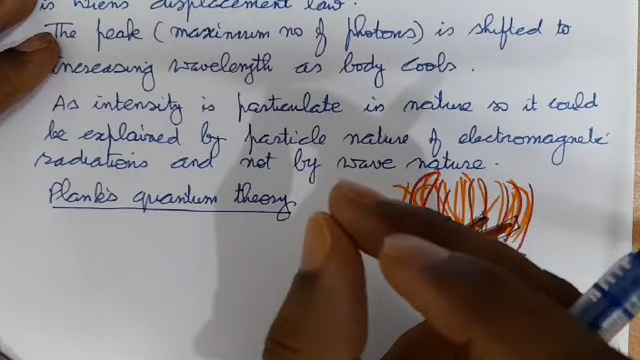 is Wiens displacement law.
The peak (maximum no of photons) is shifted to
increasing wavelength as body cools.
As intensity is particulate in nature so it could
be explained by particle nature of electromagnetic
radiations and not by wave nature.
Plank's quantum theory